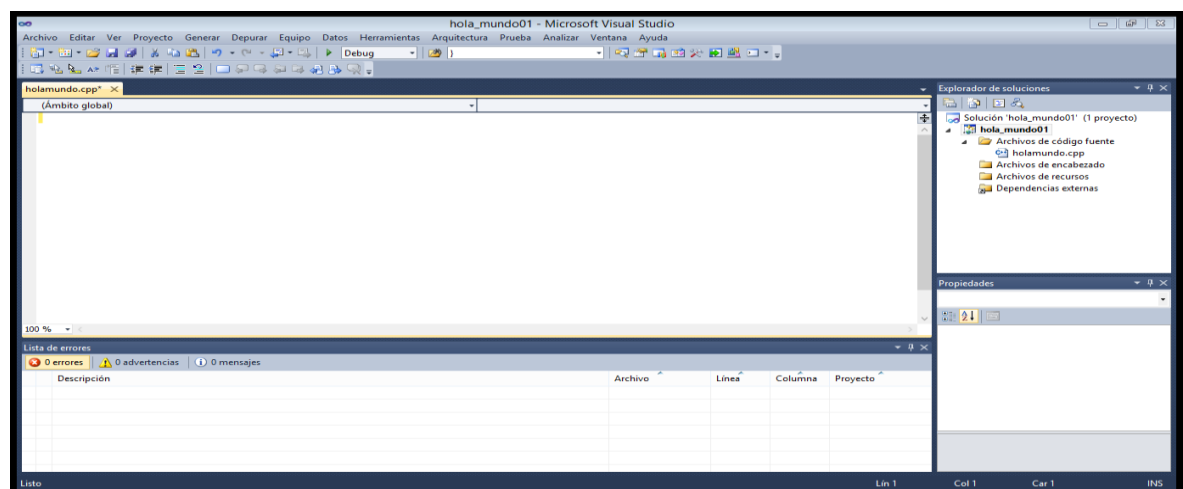 hola_mundo01 - Microsoft Visual Studio
Archivo Editar Ver Proyecto Generar Depurar Equipo Datos Herramientas Arquitectura Prueba Analizar Ventana Ayuda
Debug )
holamundo.cpp*
(Ámbito global)
100 %
Lista de errores
0 errores 0 advertencias 0 mensajes
Descripción Archivo Línea Columna Proyecto
Explorador de soluciones
Solución 'hola_mundo01' (1 proyecto)
hola_mundo01
Archivos de código fuente
holamundo.cpp
Archivos de encabezado
Archivos de recursos
Dependencias externas
Propiedades
Listo Lín 1 Col 1 Car 1 INS